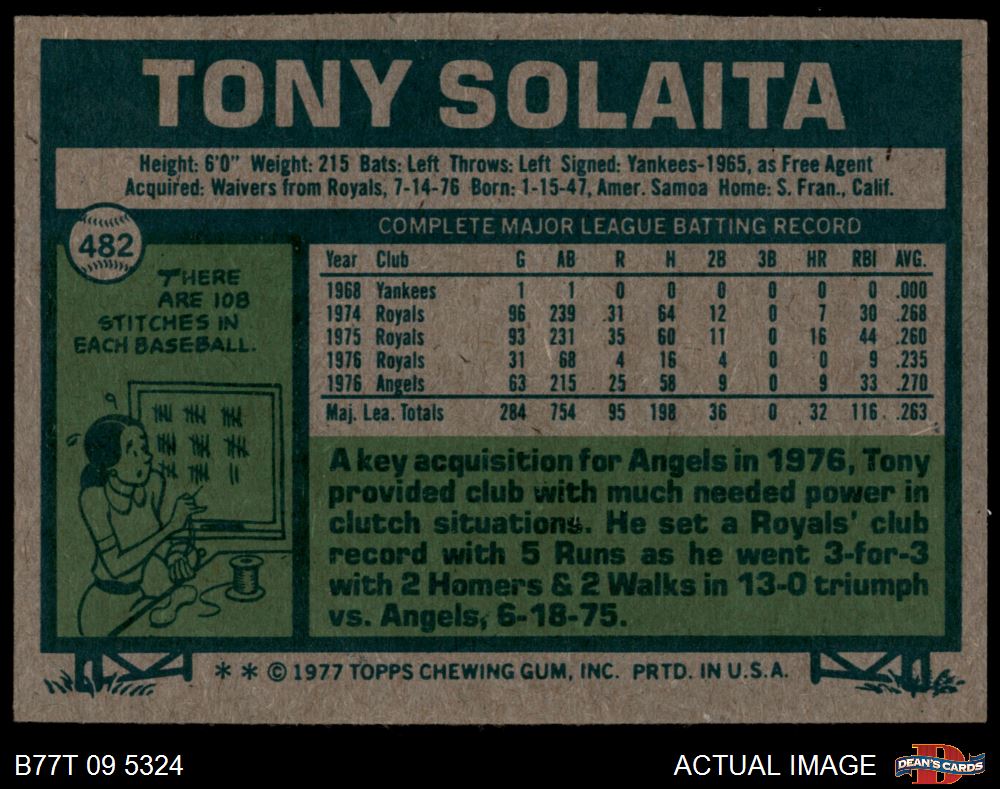 TONY SOLAITA
Height: 6'0" Weight: 215 Bats: Left Throws: Left Signed: Yankees-1965, as Free Agent
Acquired: Waivers from Royals, 7-14-76 Born: 1-15-47, Amer. Samoa Home: S. Fran., Calif.
482
THERE
ARE 108
STITCHES IN
EACH BASEBALL.
COMPLETE MAJOR LEAGUE BATTING RECORD
Year Club G AB R H 2B 3B HR RBI AVG.
1968 Yankees 1 1 0 0 0 0 0 0 .000
1974 Royals 96 239 31 64 12 0 7 30 .268
1975 Royals 93 231 35 60 11 0 16 44 .260
1976 Royals 31 68 4 16 4 0 0 9 .235
1976 Angels 63 215 25 58 9 0 9 33 .270
Maj. Lea. Totals 284 754 95 198 36 0 32 116 .263
A key acquisition for Angels in 1976, Tony
provided club with much needed power in
clutch situations. He set a Royals' club
record with 5 Runs as he went 3-for-3
with 2 Homers & 2 Walks in 13-0 triumph
vs. Angels, 6-18-75.
* * © 1977 TOPPS CHEWING GUM, INC. PRTD. IN U.S.A.
B77T 09 5324
ACTUAL IMAGE
D
DEAN'S CARDS